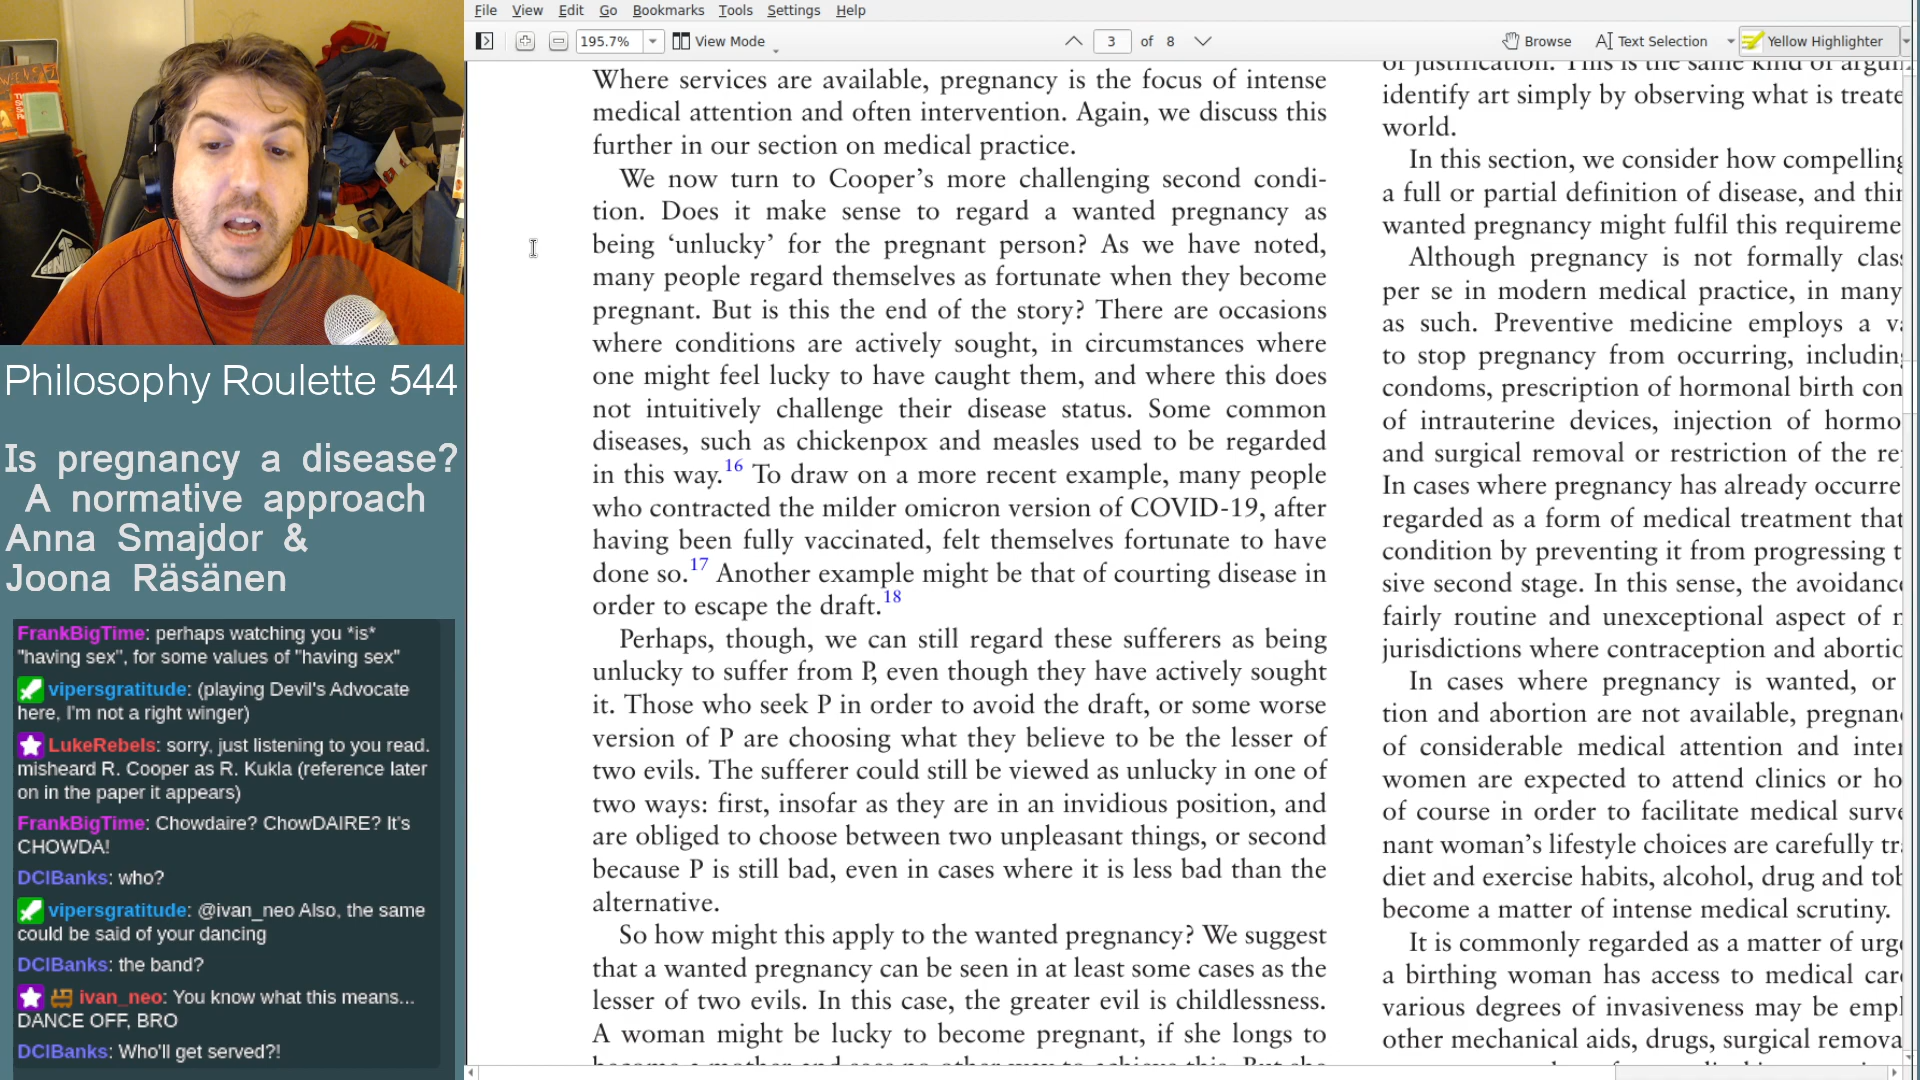 File View Edit Go Bookmarks Tools Settings Help
195.7% View Mode 3 of 8 Browse Text Selection Yellow Highlighter
Where services are available, pregnancy is the focus of intense
medical attention and often intervention. Again, we discuss this
further in our section on medical practice.
We now turn to Cooper’s more challenging second condi-
tion. Does it make sense to regard a wanted pregnancy as
being ‘unlucky’ for the pregnant person? As we have noted,
many people regard themselves as fortunate when they become
pregnant. But is this the end of the story? There are occasions
where conditions are actively sought, in circumstances where
one might feel lucky to have caught them, and where this does
not intuitively challenge their disease status. Some common
diseases, such as chickenpox and measles used to be regarded
in this way.16 To draw on a more recent example, many people
who contracted the milder omicron version of COVID-19, after
having been fully vaccinated, felt themselves fortunate to have
done so.17 Another example might be that of courting disease in
order to escape the draft.18
Perhaps, though, we can still regard these sufferers as being
unlucky to suffer from P, even though they have actively sought
it. Those who seek P in order to avoid the draft, or some worse
version of P are choosing what they believe to be the lesser of
two evils. The sufferer could still be viewed as unlucky in one of
two ways: first, insofar as they are in an invidious position, and
are obliged to choose between two unpleasant things, or second
because P is still bad, even in cases where it is less bad than the
alternative.
So how might this apply to the wanted pregnancy? We suggest
that a wanted pregnancy can be seen in at least some cases as the
lesser of two evils. In this case, the greater evil is childlessness.
A woman might be lucky to become pregnant, if she longs to
of justification. This is the same kind of argu
identify art simply by observing what is treate
world.
In this section, we consider how compelling
a full or partial definition of disease, and thin
wanted pregnancy might fulfil this requireme
Although pregnancy is not formally clas
per se in modern medical practice, in many
as such. Preventive medicine employs a v
to stop pregnancy from occurring, including
condoms, prescription of hormonal birth con
of intrauterine devices, injection of hormo
and surgical removal or restriction of the re
In cases where pregnancy has already occurre
regarded as a form of medical treatment that
condition by preventing it from progressing t
sive second stage. In this sense, the avoidanc
fairly routine and unexceptional aspect of
jurisdictions where contraception and abortio
In cases where pregnancy is wanted, or
tion and abortion are not available, pregnan
of considerable medical attention and inter
women are expected to attend clinics or ho
of course in order to facilitate medical surve
nant woman’s lifestyle choices are carefully tr
diet and exercise habits, alcohol, drug and to
become a matter of intense medical scrutiny.
It is commonly regarded as a matter of urg
a birthing woman has access to medical car
various degrees of invasiveness may be emp
other mechanical aids, drugs, surgical remova
Philosophy Roulette 544
Is pregnancy a disease?
A normative approach
Anna Smajdor &
Joona Räsänen
FrankBigTime: perhaps watching you *is*
"having sex", for some values of "having sex"
vipersgratitude: (playing Devil's Advocate
here, I'm not a right winger)
LukeRebels: sorry, just listening to you read.
misheard R. Cooper as R. Kukla (reference later
on in the paper it appears)
FrankBigTime: Chowdaire? ChowDAIRE? It's
CHOWDA!
DCIBanks: who?
vipersgratitude: @ivan_neo Also, the same
could be said of your dancing
DCIBanks: the band?
ivan_neo: You know what this means...
DANCE OFF, BRO
DCIBanks: Who'll get served?!